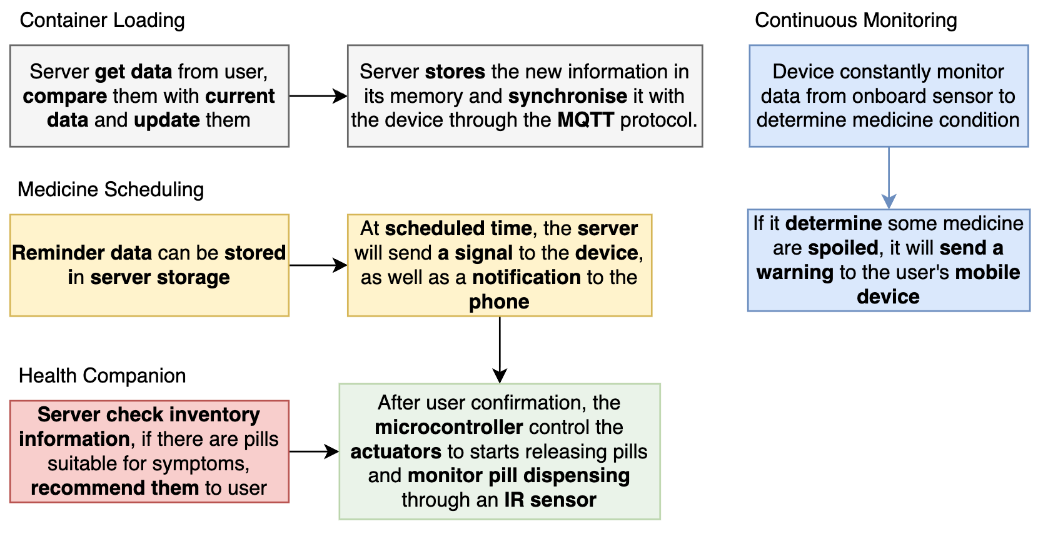 Container Loading
Server get data from user,
compare them with current
data and update them
Server stores the new information in
its memory and synchronise it with
the device through the MQTT protocol.
Continuous Monitoring
Device constantly monitor
data from onboard sensor to
determine medicine condition
If it determine some medicine
are spoiled, it will send a
warning to the user's mobile
device
Medicine Scheduling
Reminder data can be stored
in server storage
At scheduled time, the server
will send a signal to the device,
as well as a notification to the
phone
Health Companion
Server check inventory
information, if there are pills
suitable for symptoms,
recommend them to user
After user confirmation, the
microcontroller control the
actuators to starts releasing pills
and monitor pill dispensing
through an IR sensor